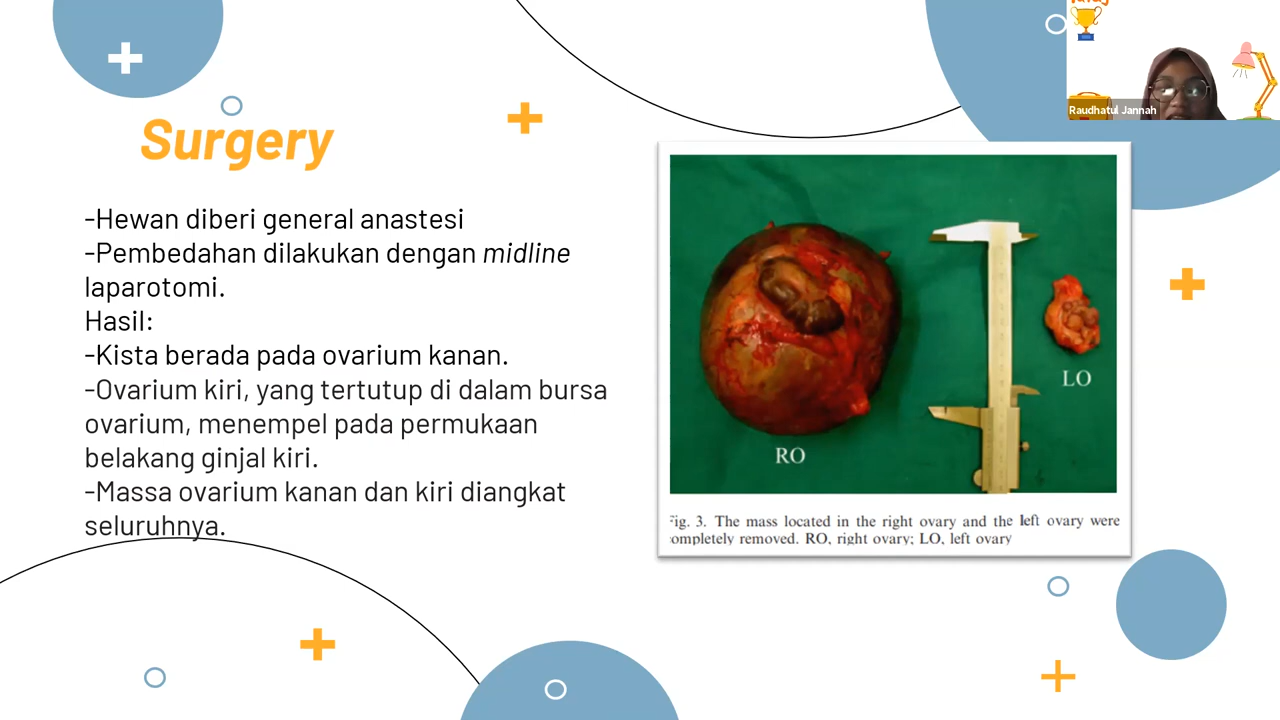 Raudhatul Jannah
Surgery
-Hewan diberi general anastesi
-Pembedahan dilakukan dengan midline
laparotomi.
Hasil:
-Kista berada pada ovarium kanan.
-Ovarium kiri, yang tertutup di dalam bursa
ovarium, menempel pada permukaan
belakang ginjal kiri.
-Massa ovarium kanan dan kiri diangkat
seluruhnya.
RO
LO
Fig. 3. The mass located in the right ovary and the left ovary were
ompletely removed. RO, right ovary; LO, left ovary